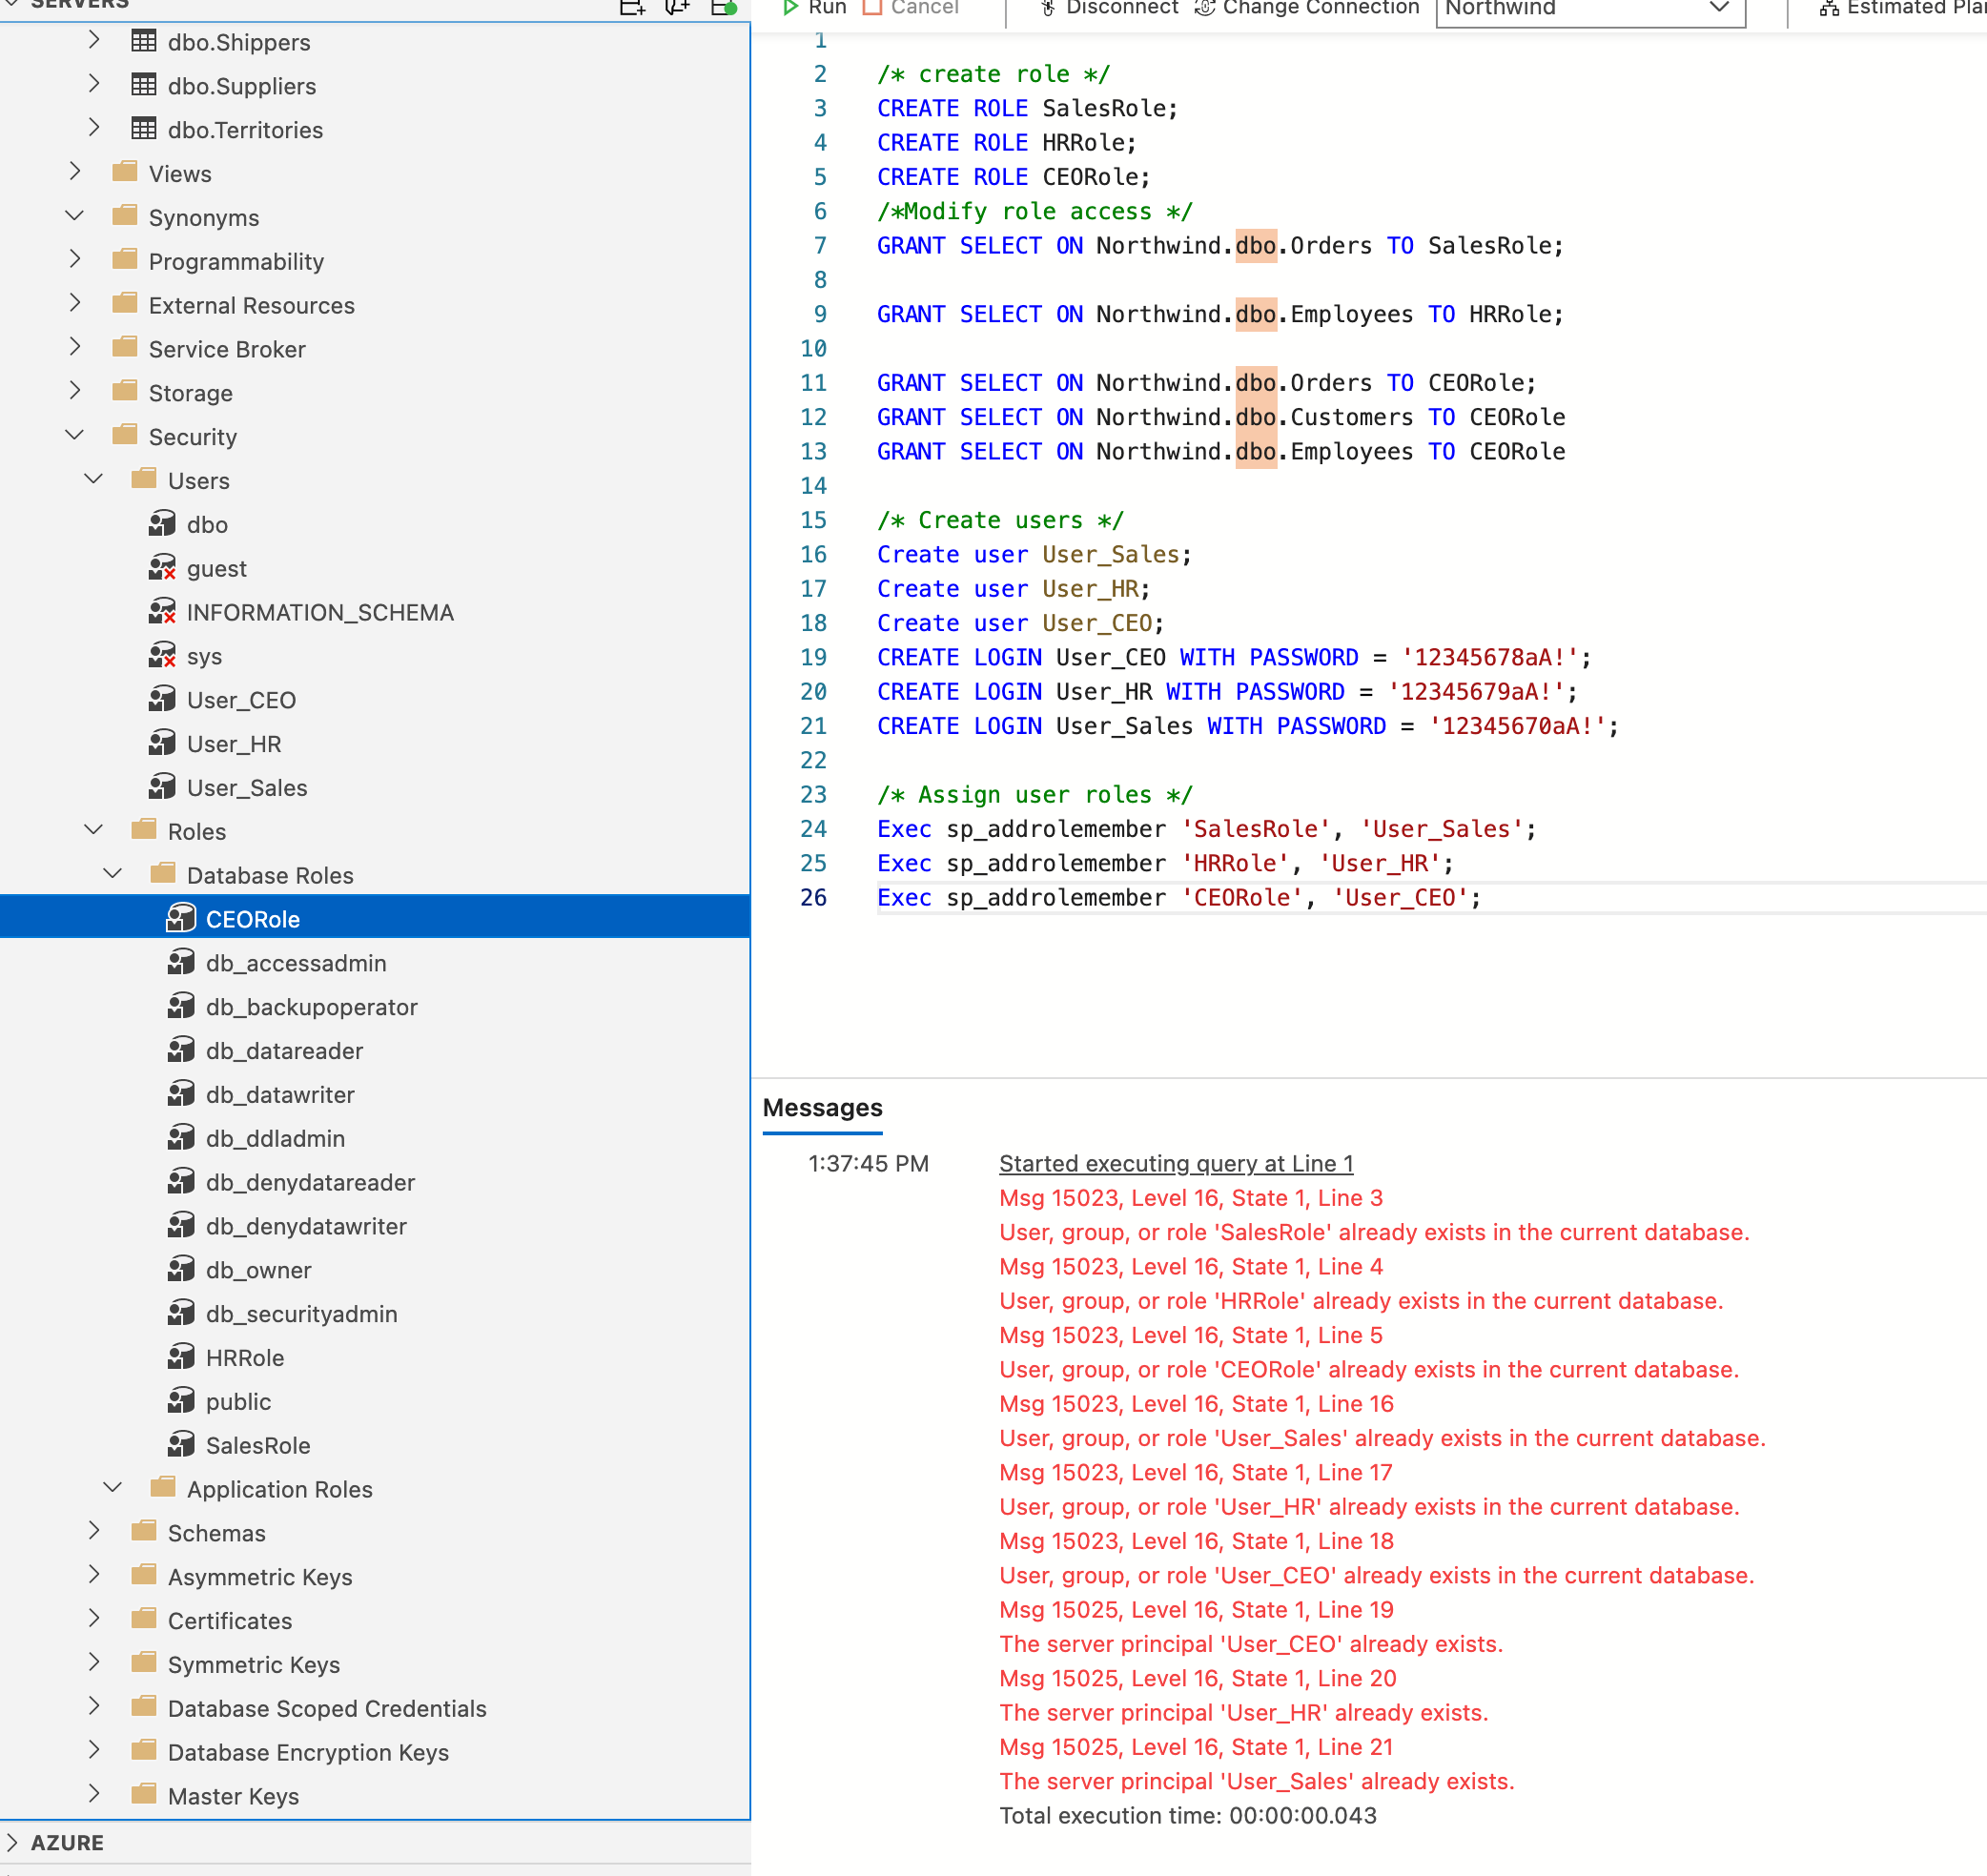 SERVERS
dbo.Shippers
dbo.Suppliers
dbo.Territories
Views
Synonyms
Programmability
External Resources
Service Broker
Storage
Security
Users
dbo
guest
INFORMATION_SCHEMA
sys
User_CEO
User_HR
User_Sales
Roles
Database Roles
CEORole
db_accessadmin
db_backupoperator
db_datareader
db_datawriter
db_ddladmin
db_denydatareader
db_denydatawriter
db_owner
db_securityadmin
HRRole
public
SalesRole
Application Roles
Schemas
Asymmetric Keys
Certificates
Symmetric Keys
Database Scoped Credentials
Database Encryption Keys
Master Keys
AZURE
Run Cancel Disconnect Change Connection Northwind Estimated
1
2 /* create role */
3 CREATE ROLE SalesRole;
4 CREATE ROLE HRRole;
5 CREATE ROLE CEORole;
6 /*Modify role access */
7 GRANT SELECT ON Northwind.dbo.Orders TO SalesRole;
8
9 GRANT SELECT ON Northwind.dbo.Employees TO HRRole;
10
11 GRANT SELECT ON Northwind.dbo.Orders TO CEORole;
12 GRANT SELECT ON Northwind.dbo.Customers TO CEORole
13 GRANT SELECT ON Northwind.dbo.Employees TO CEORole
14
15 /* Create users */
16 Create user User_Sales;
17 Create user User_HR;
18 Create user User_CEO;
19 CREATE LOGIN User_CEO WITH PASSWORD = '12345678aA!';
20 CREATE LOGIN User_HR WITH PASSWORD = '12345679aA!';
21 CREATE LOGIN User_Sales WITH PASSWORD = '12345670aA!';
22
23 /* Assign user roles */
24 Exec sp_addrolemember 'SalesRole', 'User_Sales';
25 Exec sp_addrolemember 'HRRole', 'User_HR';
26 Exec sp_addrolemember 'CEORole', 'User_CEO';
Messages
1:37:45 PM Started executing query at Line 1
Msg 15023, Level 16, State 1, Line 3
User, group, or role 'SalesRole' already exists in the current database.
Msg 15023, Level 16, State 1, Line 4
User, group, or role 'HRRole' already exists in the current database.
Msg 15023, Level 16, State 1, Line 5
User, group, or role 'CEORole' already exists in the current database.
Msg 15023, Level 16, State 1, Line 16
User, group, or role 'User_Sales' already exists in the current database.
Msg 15023, Level 16, State 1, Line 17
User, group, or role 'User_HR' already exists in the current database.
Msg 15023, Level 16, State 1, Line 18
User, group, or role 'User_CEO' already exists in the current database.
Msg 15025, Level 16, State 1, Line 19
The server principal 'User_CEO' already exists.
Msg 15025, Level 16, State 1, Line 20
The server principal 'User_HR' already exists.
Msg 15025, Level 16, State 1, Line 21
The server principal 'User_Sales' already exists.
Total execution time: 00:00:00.043